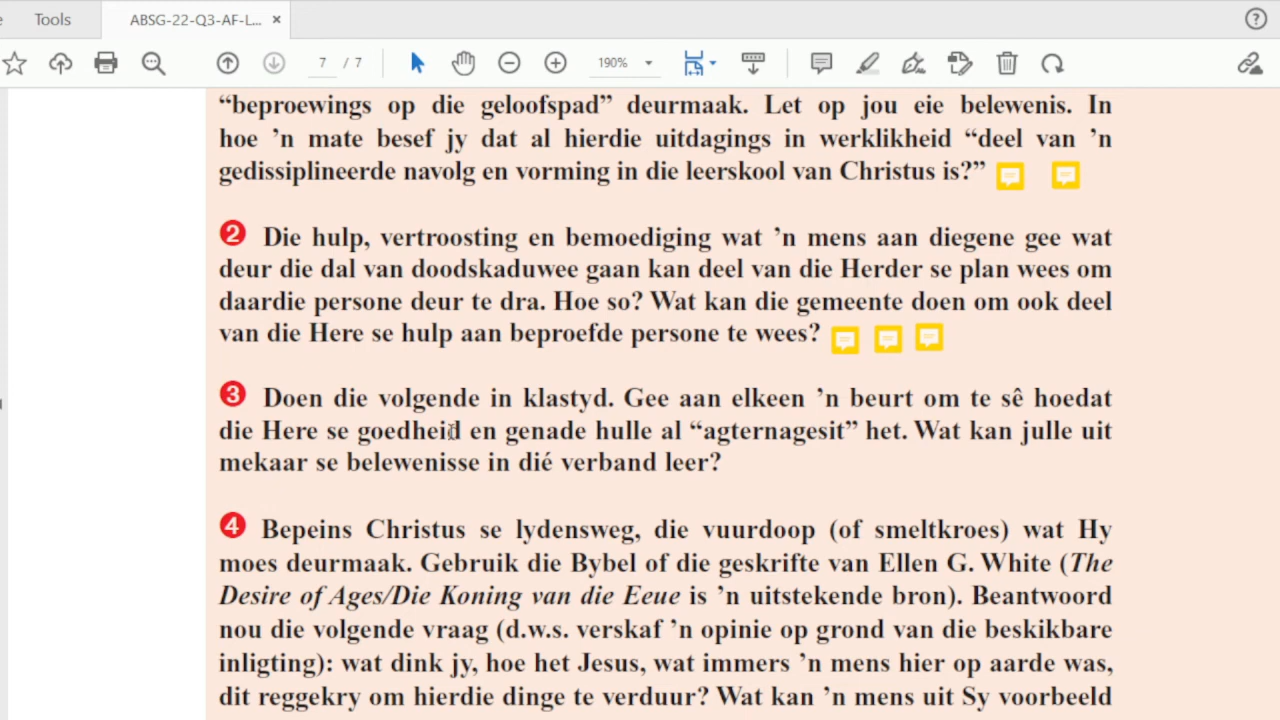 Tools
ABSG-22-Q3-AF-L... ×
7 / 7
190%
“beproewings op die geloofspad” deurmaak. Let op jou eie belewenis. In
hoe ’n mate besef jy dat al hierdie uitdagings in werklikheid “deel van ’n
gedissiplineerde navolg en vorming in die leerskool van Christus is?”
2 Die hulp, vertroosting en bemoediging wat ’n mens aan diegene gee wat
deur die dal van doodskaduwee gaan kan deel van die Herder se plan wees om
daardie persone deur te dra. Hoe so? Wat kan die gemeente doen om ook deel
van die Here se hulp aan beproefde persone te wees?
3 Doen die volgende in klastyd. Gee aan elkeen ’n beurt om te sê hoedat
die Here se goedheid en genade hulle al “agternagesit” het. Wat kan julle uit
mekaar se belewenisse in dié verband leer?
4 Bepeins Christus se lydensweg, die vuurdoop (of smeltkroes) wat Hy
moes deurmaak. Gebruik die Bybel of die geskrifte van Ellen G. White (The
Desire of Ages/Die Koning van die Eeue is ’n uitstekende bron). Beantwoord
nou die volgende vraag (d.w.s. verskaf ’n opinie op grond van die beskikbare
inligting): wat dink jy, hoe het Jesus, wat immers ’n mens hier op aarde was,
dit reggekry om hierdie dinge te verduur? Wat kan ’n mens uit Sy voorbeeld